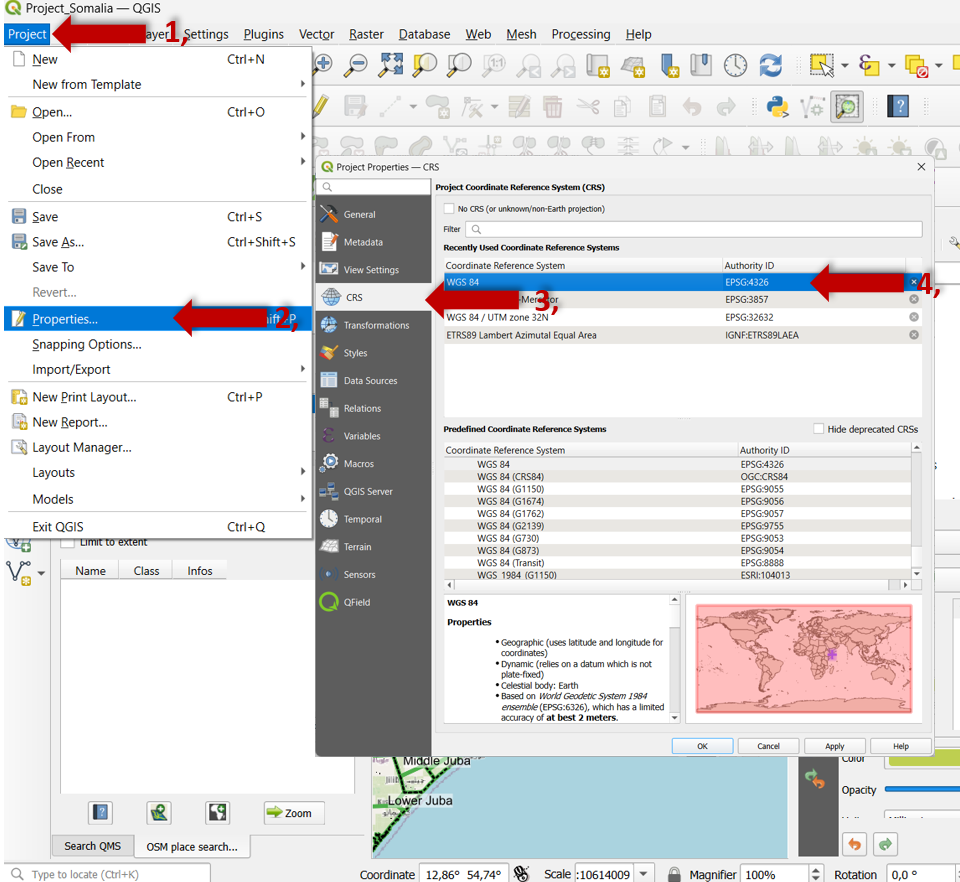 Project_Somalia — QGIS
Project 1, ayer Settings Plugins Vector Raster Database Web Mesh Processing Help
New Ctrl+N
New from Template
Open... Ctrl+O
Open From
Open Recent
Close
Save Ctrl+S
Save As... Ctrl+Shift+S
Save To
Revert...
Properties... 2, hift+P
Snapping Options...
Import/Export
New Print Layout... Ctrl+P
New Report...
Layout Manager...
Layouts
Models
Exit QGIS Ctrl+Q
Limit to extent
Name Class Infos
Zoom
Search QMS OSM place search...
Project Properties — CRS
General
Metadata
View Settings
CRS
3,
Transformations
Styles
Data Sources
Relations
Variables
Macros
QGIS Server
Temporal
Terrain
Sensors
QField
Project Coordinate Reference System (CRS)
No CRS (or unknown/non-Earth projection)
Filter
Recently Used Coordinate Reference Systems
Coordinate Reference System Authority ID
WGS 84 EPSG:4326 4,
-Mercator EPSG:3857
WGS 84 / UTM zone 32N EPSG:32632
ETRS89 Lambert Azimutal Equal Area IGNF:ETRS89LAEA
Predefined Coordinate Reference Systems Hide deprecated CRSs
Coordinate Reference System Authority ID
WGS 84 EPSG:4326
WGS 84 (CRS84) OGC:CRS84
WGS 84 (G1150) EPSG:9055
WGS 84 (G1674) EPSG:9056
WGS 84 (G1762) EPSG:9057
WGS 84 (G2139) EPSG:9755
WGS 84 (G730) EPSG:9053
WGS 84 (G873) EPSG:9054
WGS 84 (Transit) EPSG:8888
WGS_1984_(G1150) ESRI:104013
WGS 84
Properties
• Geographic (uses latitude and longitude for
coordinates)
• Dynamic (relies on a datum which is not
plate-fixed)
• Celestial body: Earth
• Based on World Geodetic System 1984
ensemble (EPSG:6326), which has a limited
accuracy of at best 2 meters.
OK Cancel Apply Help
Middle Juba
Lower Juba
Color
Opacity
Type to locate (Ctrl+K) Coordinate 12,86° 54,74° Scale :10614009 Magnifier 100% Rotation 0,0 °